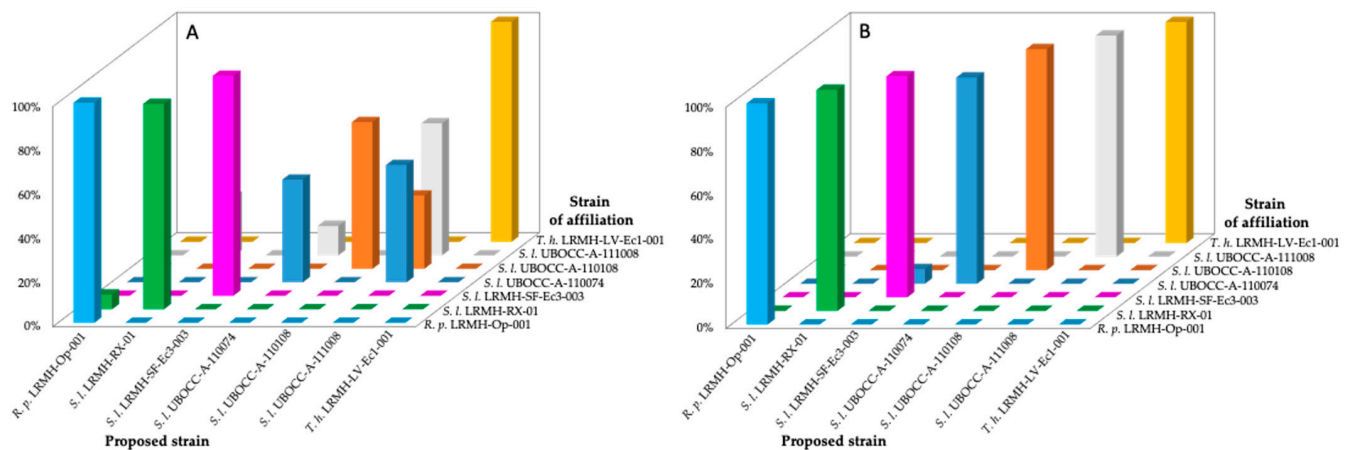 A
100%
80%
60%
40%
20%
0%
Strain
of affiliation
T. h. LRMH-LV-Ec1-001
S. l. UBOCC-A-111008
S. l. UBOCC-A-110108
S. l. UBOCC-A-110074
S. l. LRMH-SF-Ec3-003
S. l. LRMH-RX-01
R. p. LRMH-Op-001
R. p. LRMH-Op-001
S. l. LRMH-RX-01
S. l. LRMH-SF-Ec3-003
S. l. UBOCC-A-110074
S. l. UBOCC-A-110108
S. l. UBOCC-A-111008
T. h. LRMH-LV-Ec1-001
Proposed strain
B
100%
80%
60%
40%
20%
0%
Strain
of affiliation
T. h. LRMH-LV-Ec1-001
S. l. UBOCC-A-111008
S. l. UBOCC-A-110108
S. l. UBOCC-A-110074
S. l. LRMH-SF-Ec3-003
S. l. LRMH-RX-01
R. p. LRMH-Op-001
R. p. LRMH-Op-001
S. l. LRMH-RX-01
S. l. LRMH-SF-Ec3-003
S. l. UBOCC-A-110074
S. l. UBOCC-A-110108
S. l. UBOCC-A-111008
T. h. LRMH-LV-Ec1-001
Proposed strain